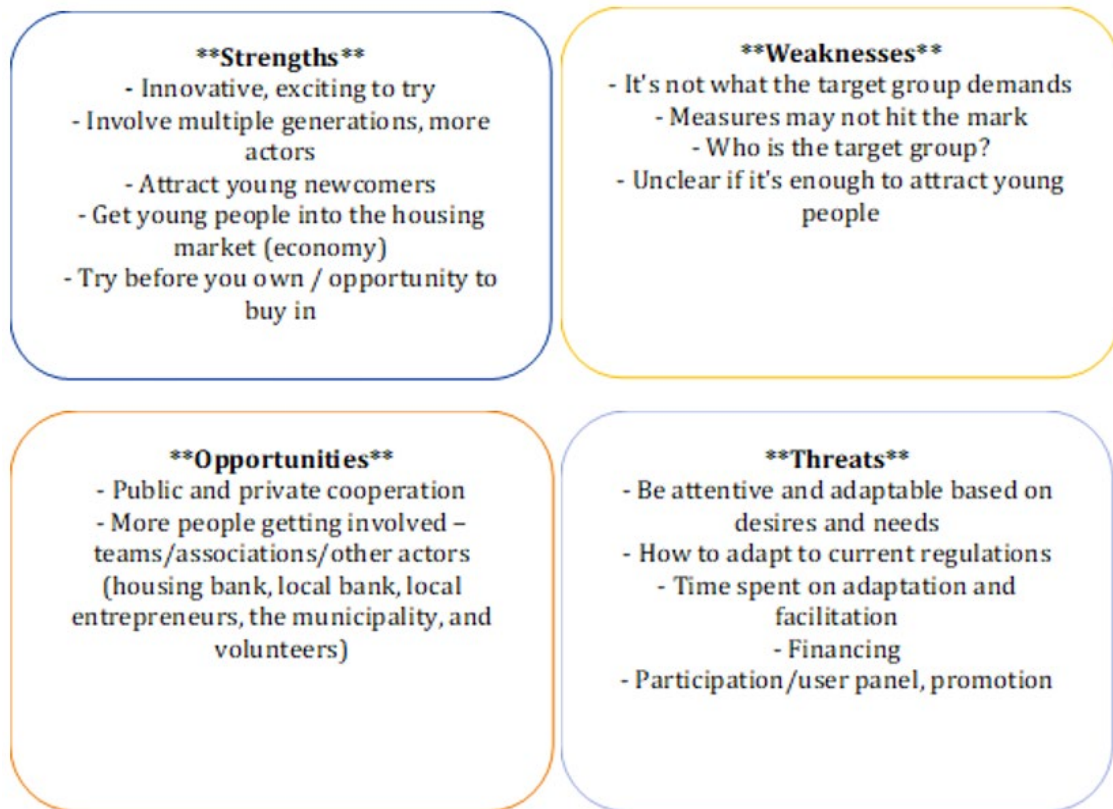 **Strengths**
- Innovative, exciting to try
- Involve multiple generations, more
actors
- Attract young newcomers
- Get young people into the housing
market (economy)
- Try before you own / opportunity to
buy in
**Weaknesses**
- It's not what the target group demands
- Measures may not hit the mark
- Who is the target group?
- Unclear if it's enough to attract young
people
**Opportunities**
- Public and private cooperation
- More people getting involved –
teams/associations/other actors
(housing bank, local bank, local
entrepreneurs, the municipality, and
volunteers)
**Threats**
- Be attentive and adaptable based on
desires and needs
- How to adapt to current regulations
- Time spent on adaptation and
facilitation
- Financing
- Participation/user panel, promotion